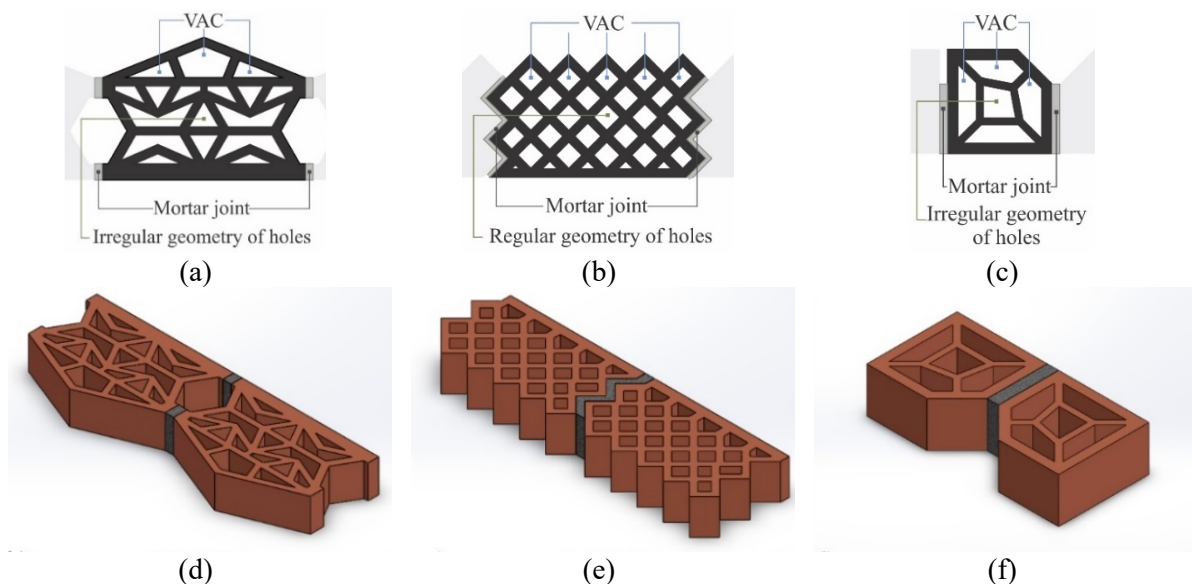 VAC
VAC
VAC
Mortar joint
Irregular geometry of holes
Mortar joint
Regular geometry of holes
Mortar joint
Irregular geometry
of holes
(a)
(b)
(c)
(d)
(e)
(f)